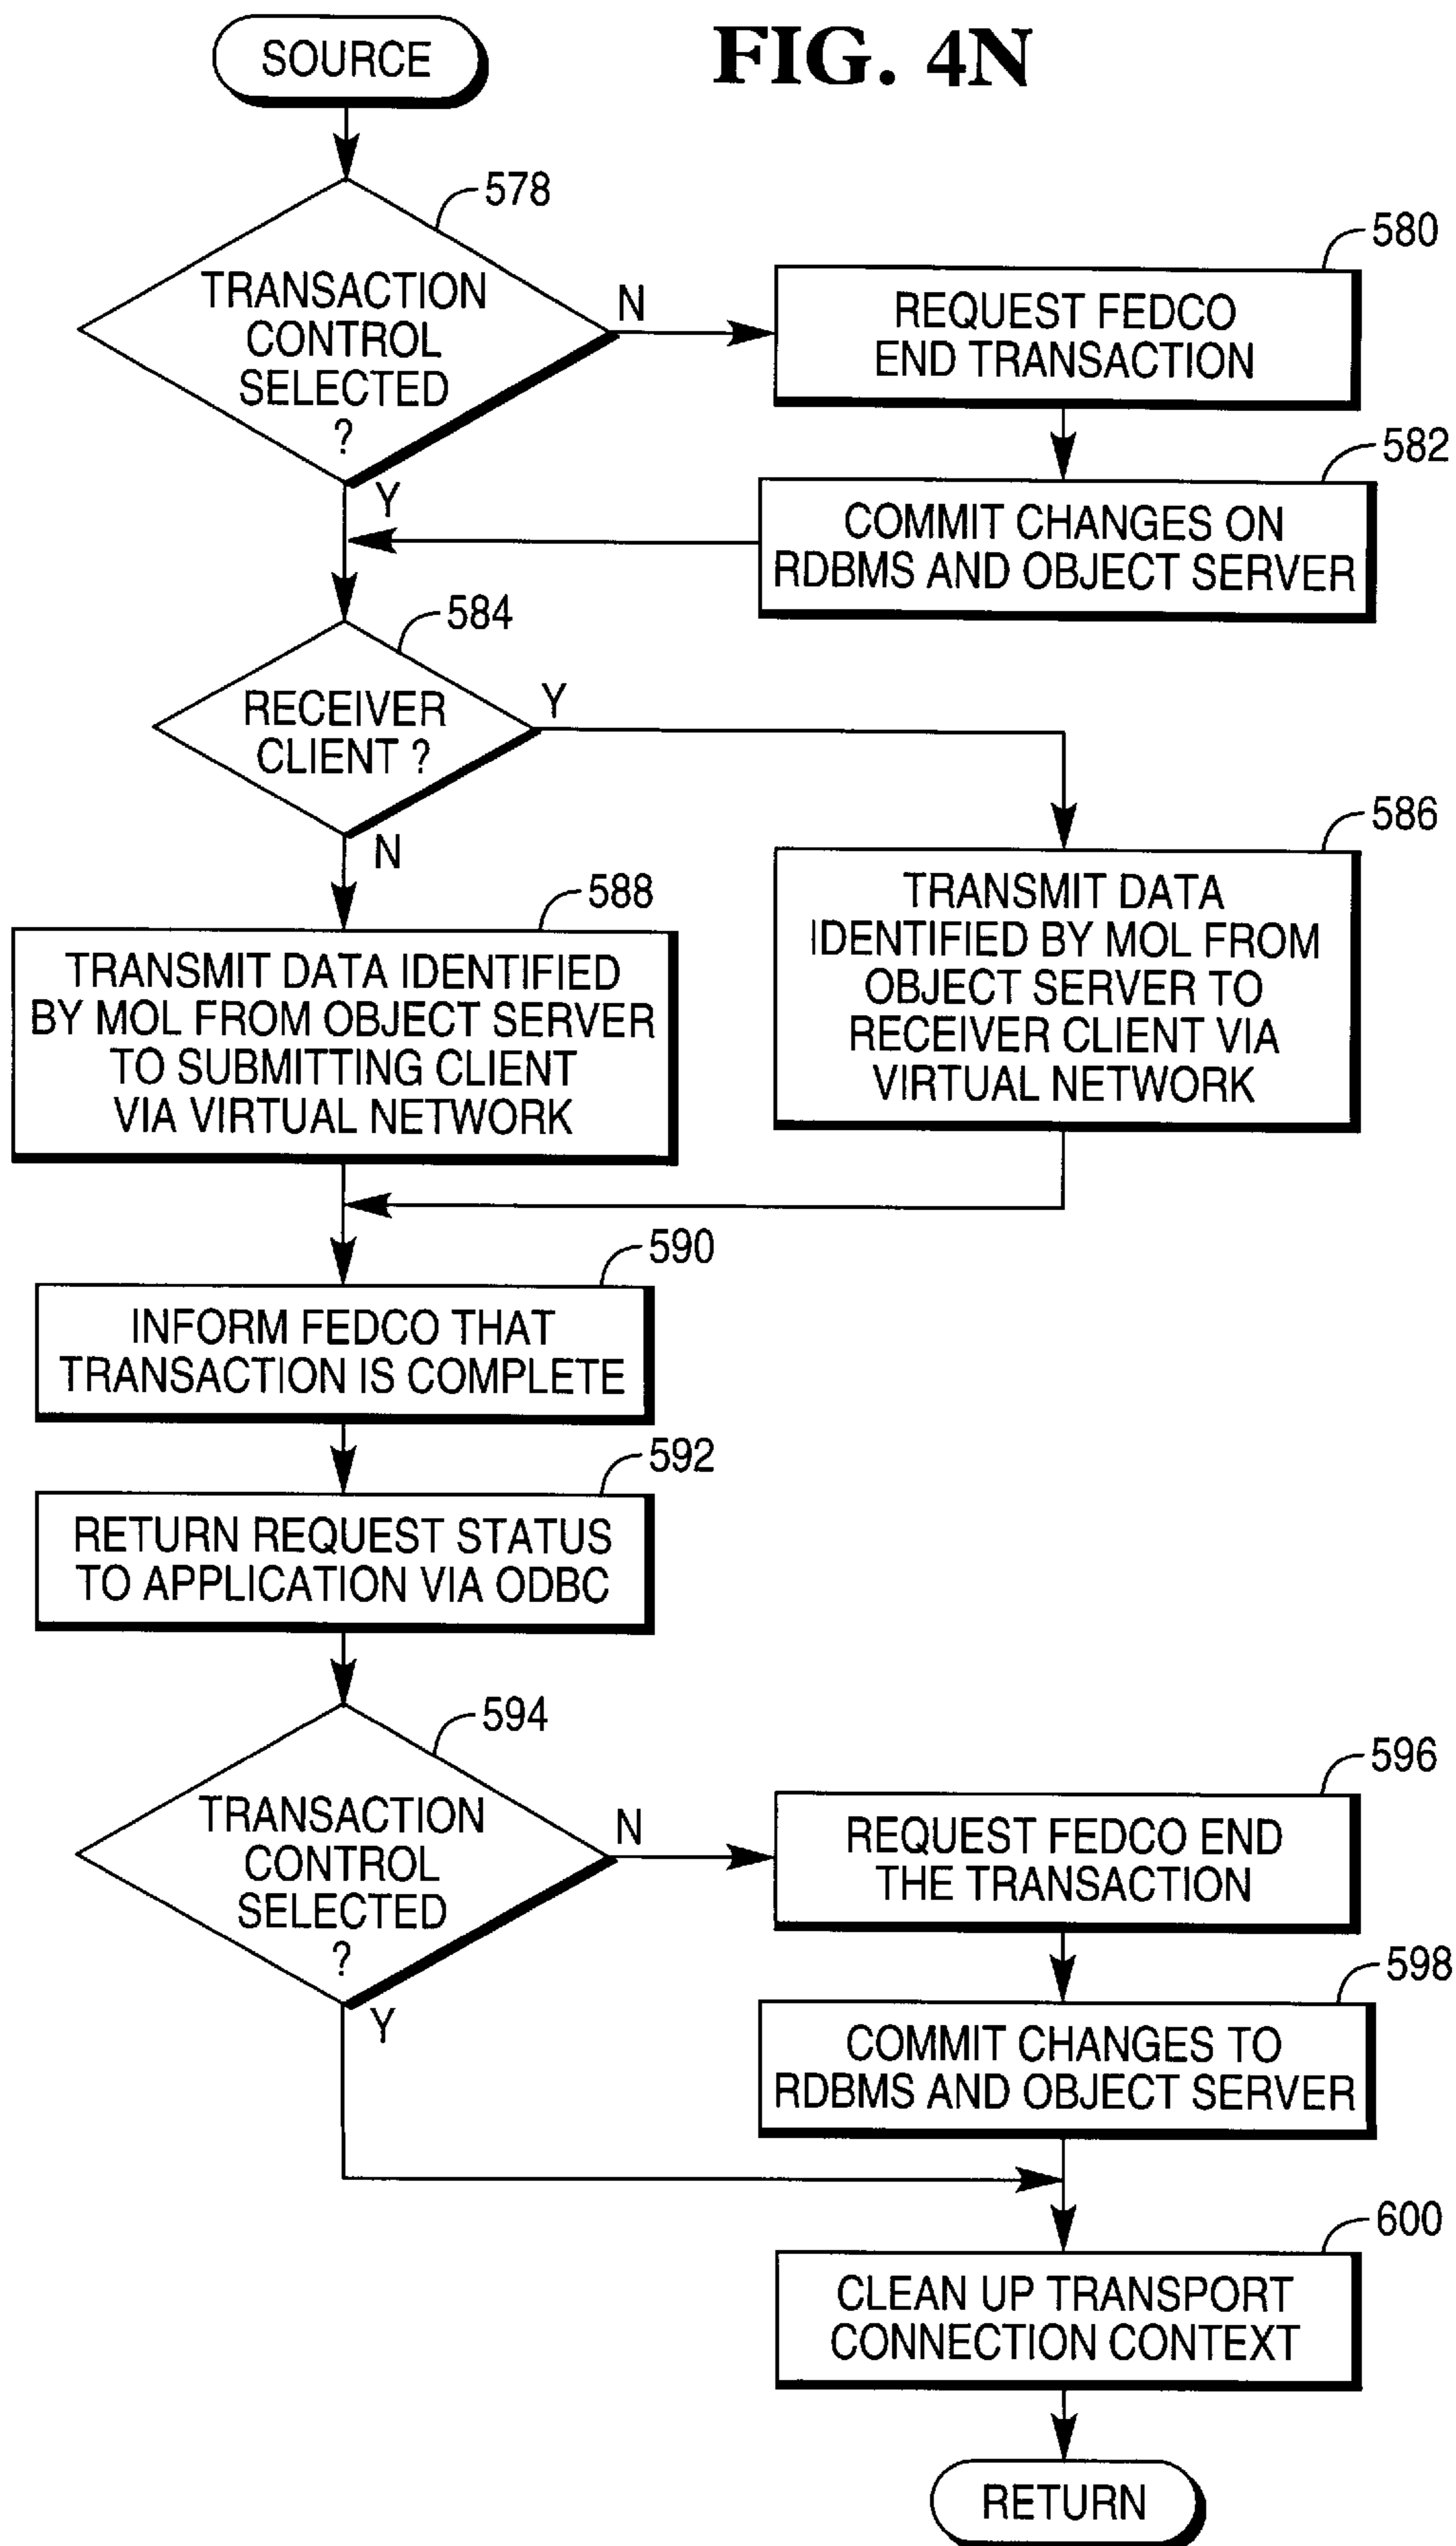 FIG. 4N
SOURCE
578
TRANSACTION
CONTROL
SELECTED
?
N
Y
580
REQUEST FEDCO
END TRANSACTION
582
COMMIT CHANGES ON
RDBMS AND OBJECT SERVER
584
RECEIVER
CLIENT ?
Y
N
586
TRANSMIT DATA
IDENTIFIED BY MOL FROM
OBJECT SERVER TO
RECEIVER CLIENT VIA
VIRTUAL NETWORK
588
TRANSMIT DATA IDENTIFIED
BY MOL FROM OBJECT SERVER
TO SUBMITTING CLIENT
VIA VIRTUAL NETWORK
590
INFORM FEDCO THAT
TRANSACTION IS COMPLETE
592
RETURN REQUEST STATUS
TO APPLICATION VIA ODBC
594
TRANSACTION
CONTROL
SELECTED
?
N
Y
596
REQUEST FEDCO END
THE TRANSACTION
598
COMMIT CHANGES TO
RDBMS AND OBJECT SERVER
600
CLEAN UP TRANSPORT
CONNECTION CONTEXT
RETURN